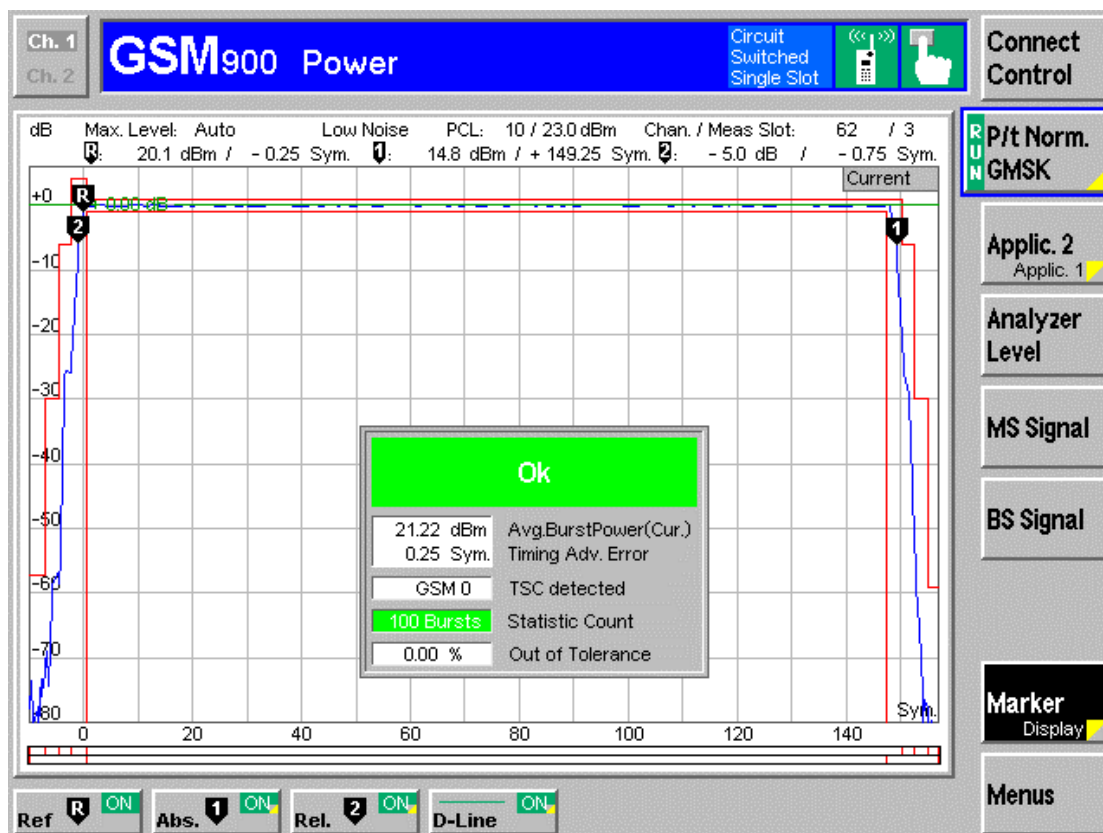 Ch. 1
Ch. 2
GSM900 Power
Circuit
Switched
Single Slot
Connect
Control
dB Max. Level: Auto Low Noise PCL: 10 / 23.0 dBm Chan. / Meas Slot: 62 / 3
R: 20.1 dBm / - 0.25 Sym. 1: 14.8 dBm / + 149.25 Sym. 2: - 5.0 dB / - 0.75 Sym.
Current
RUN
P/t Norm.
GMSK
+0
R
0.00 dB
2
1
-10
-20
-30
-40
-50
-60
-70
-80
Sym.
0 20 40 60 80 100 120 140
Ok
21.22 dBm Avg.BurstPower(Cur.)
0.25 Sym. Timing Adv. Error
GSM 0 TSC detected
100 Bursts Statistic Count
0.00 % Out of Tolerance
Applic. 2
Applic. 1
Analyzer
Level
MS Signal
BS Signal
Marker
Display
Menus
Ref R ON
Abs. 1 ON
Rel. 2 ON
D-Line ON